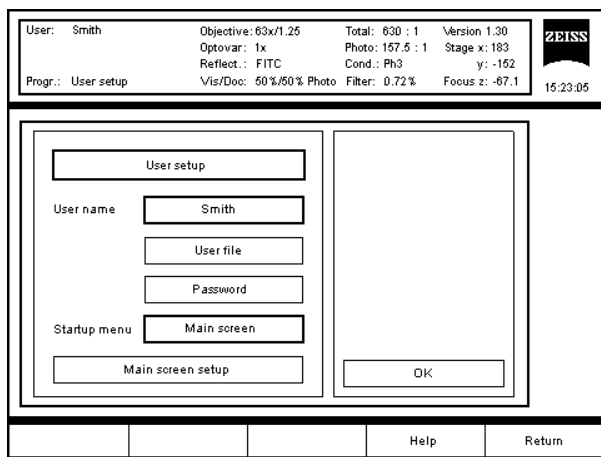 User: Smith Objective: 63x/1.25 Total: 630 : 1 Version 1.30
Optovar: 1x Photo: 157.5 : 1 Stage x: 183
Reflect.: FITC Cond.: Ph3 y: -152
Progr.: User setup Vis/Doc: 50%/50% Photo Filter: 0.72% Focus z: -67.1
ZEISS
15:23:05
User setup
User name Smith
User file
Password
Startup menu Main screen
Main screen setup
OK
Help Return